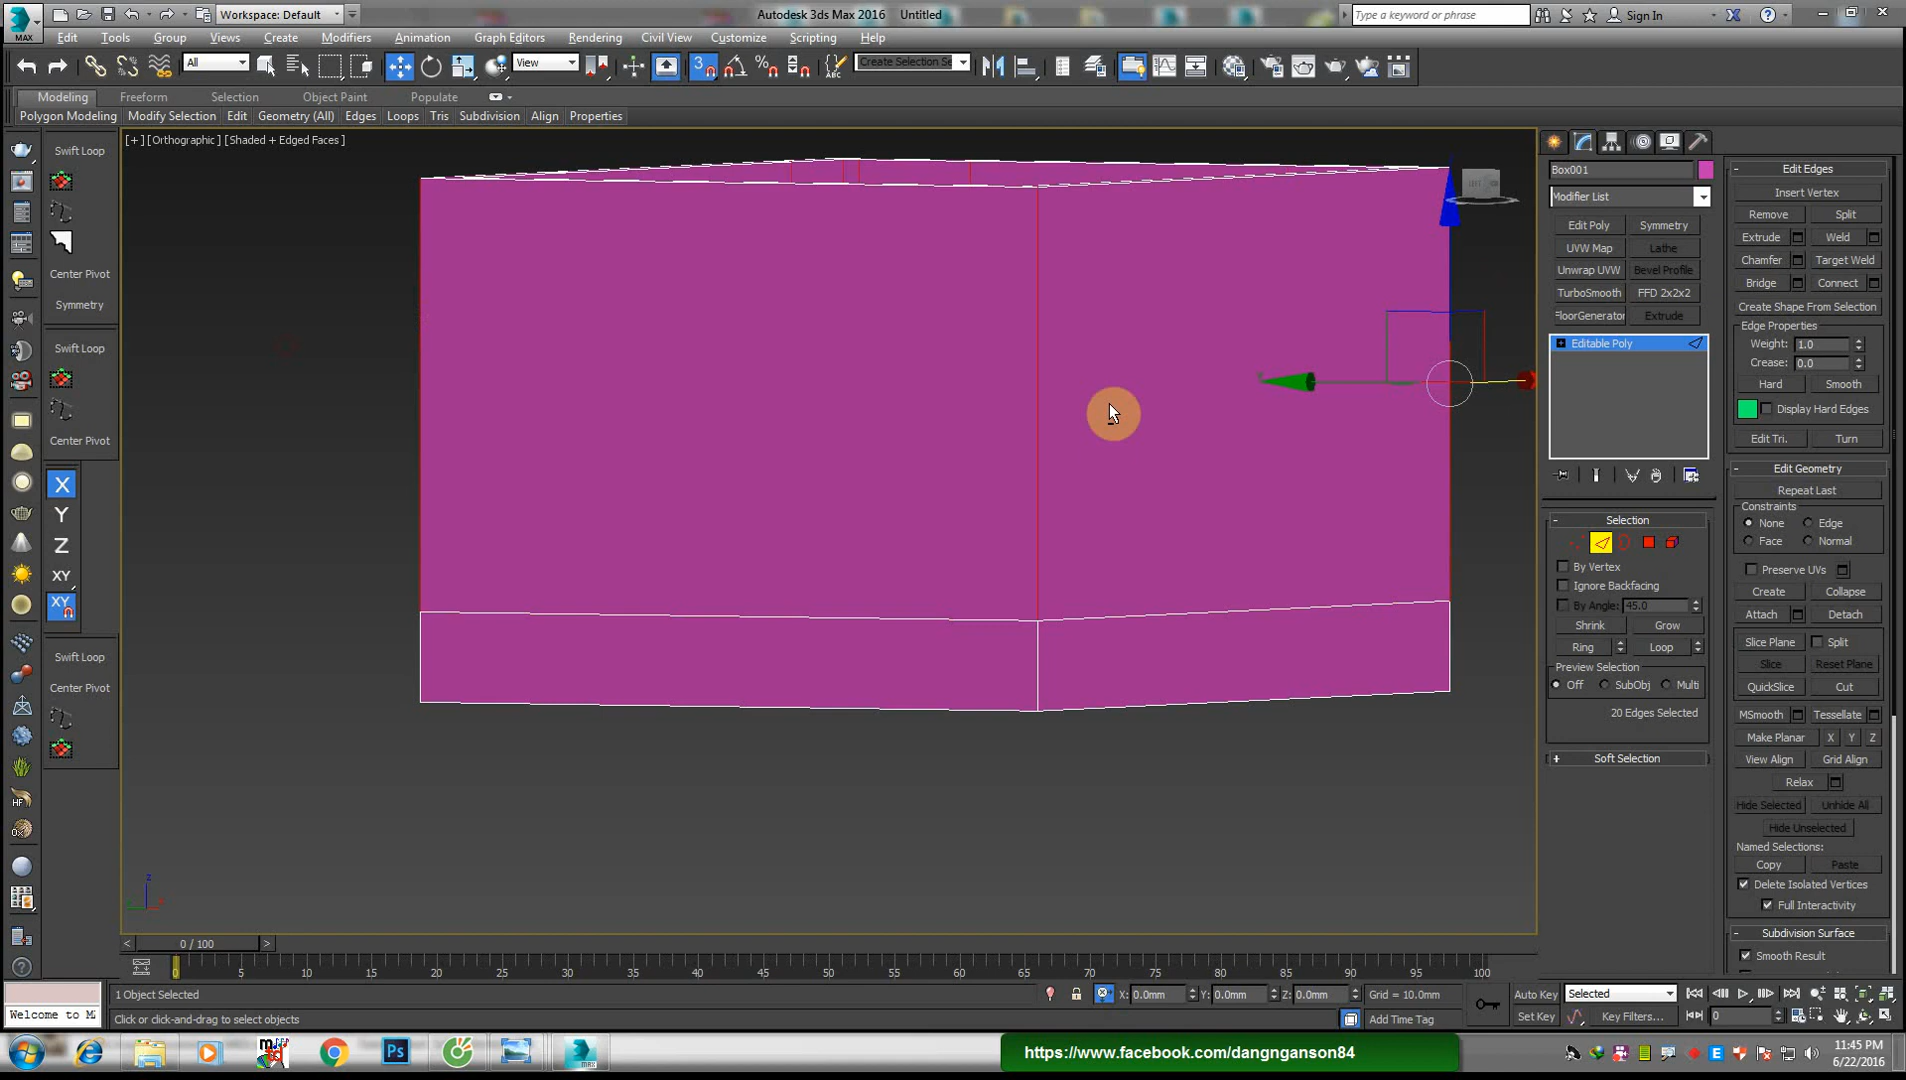 Workspace: Default
Autodesk 3ds Max 2016 Untitled
Type a keyword or phrase
Sign In
MAX
Edit Tools Group Views Create Modifiers Animation Graph Editors Rendering Civil View Customize Scripting Help
All
View
3
Create Selection Se
Modeling Freeform Selection Object Paint Populate
Polygon Modeling Modify Selection Edit Geometry (All) Edges Loops Tris Subdivision Align Properties
[+] [Orthographic ] [Shaded + Edged Faces ]
Swift Loop
Center Pivot
Symmetry
Swift Loop
Center Pivot
X
Y
Z
XY
XY
Swift Loop
Center Pivot
HF
Box001
Modifier List
Edit Poly Symmetry
UVW Map Lathe
Unwrap UVW Bevel Profile
TurboSmooth FFD 2x2x2
FloorGenerator Extrude
Editable Poly
Selection
By Vertex
Ignore Backfacing
By Angle: 45.0
Shrink Grow
Ring Loop
Preview Selection
Off SubObj Multi
20 Edges Selected
Soft Selection
Edit Edges
Insert Vertex
Remove Split
Extrude Weld
Chamfer Target Weld
Bridge Connect
Create Shape From Selection
Edge Properties
Weight: 1.0
Crease: 0.0
Hard Smooth
Display Hard Edges
Edit Tri. Turn
Edit Geometry
Repeat Last
Constraints
None Edge
Face Normal
Preserve UVs
Create Collapse
Attach Detach
Slice Plane Split
Slice Reset Plane
QuickSlice Cut
MSmooth Tessellate
Make Planar X Y Z
View Align Grid Align
Relax
Hide Selected Unhide All
Hide Unselected
Named Selections:
Copy Paste
Delete Isolated Vertices
Full Interactivity
Subdivision Surface
Smooth Result
z
< 0 / 100 >
0 5 10 15 20 25 30 35 40 45 50 55 60 65 70 75 80 85 90 95 100
1 Object Selected
X: 0.0mm Y: 0.0mm Z: 0.0mm Grid = 10.0mm
Auto Key Selected
Welcome to M
Click or click-and-drag to select objects
Add Time Tag
Set Key Key Filters... 0
Ps
MAX
https://www.facebook.com/dangnganson84
11:45 PM
6/22/2016